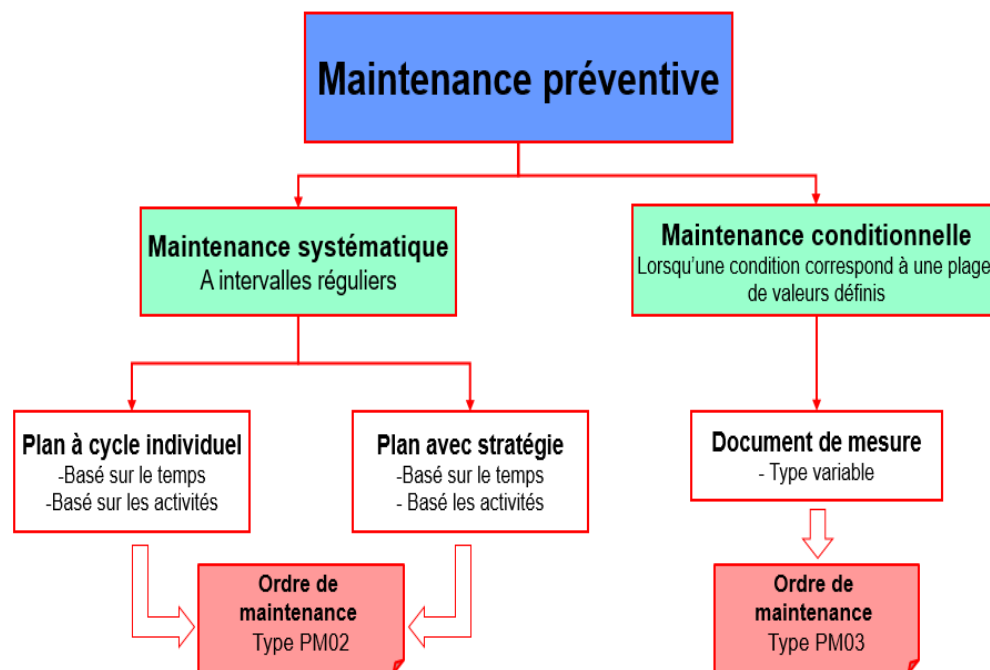 Maintenance préventive
Maintenance systématique
A intervalles réguliers
Maintenance conditionnelle
Lorsqu'une condition correspond à une plage
de valeurs définis
Plan à cycle individuel
-Basé sur le temps
-Basé sur les activités
Plan avec stratégie
-Basé sur le temps
- Basé les activités
Document de mesure
- Type variable
Ordre de
maintenance
Type PM02
Ordre de
maintenance
Type PM03